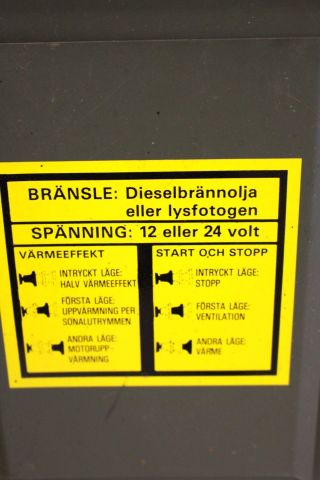 BRÄNSLE: Dieselbrännolja
eller lysfotogen
SPÄNNING: 12 eller 24 volt
VÄRMEEFFEKT
INTRYCKT LÄGE:
HALV VÄRMEEFFEKT
FÖRSTA LÄGE:
UPPVÄRMNING PER
SONALUTRYMMEN
ANDRA LÄGE:
MOTORUPP-
VÄRMNING
START OCH STOPP
INTRYCKT LÄGE:
STOPP
FÖRSTA LÄGE:
VENTILATION
ANDRA LÄGE:
VÄRME